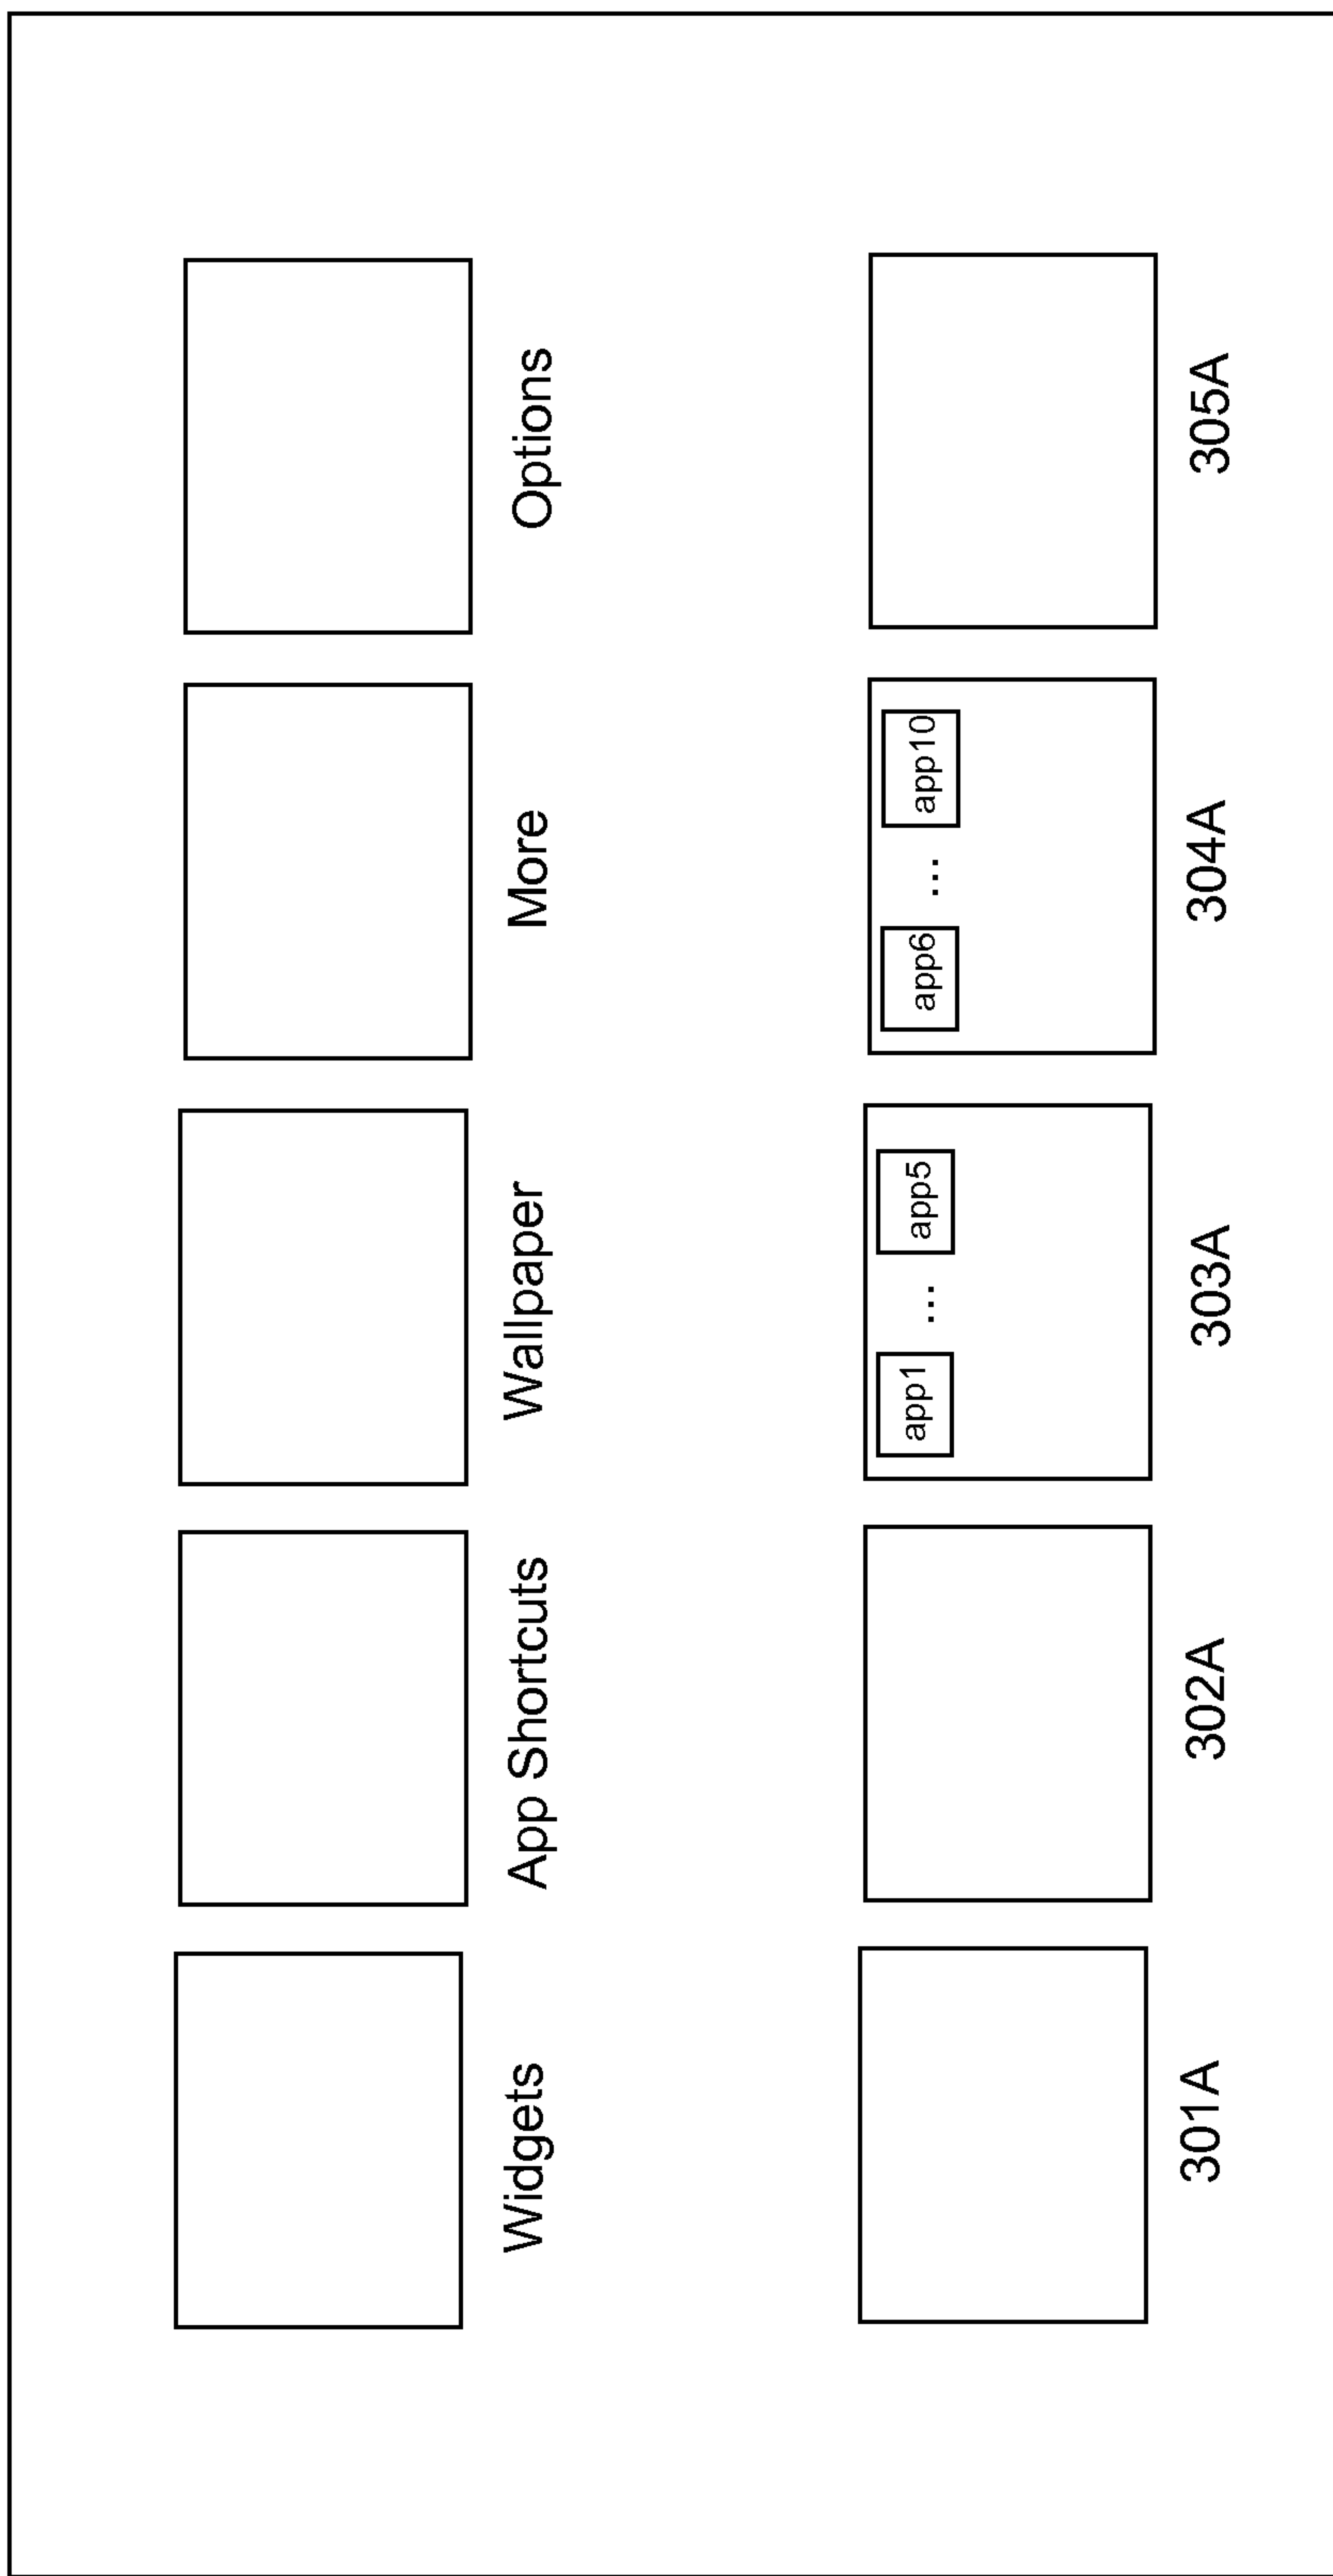 Widgets App Shortcuts Wallpaper More Options
app1 ... app5 app6 ... app10
301A 302A 303A 304A 305A